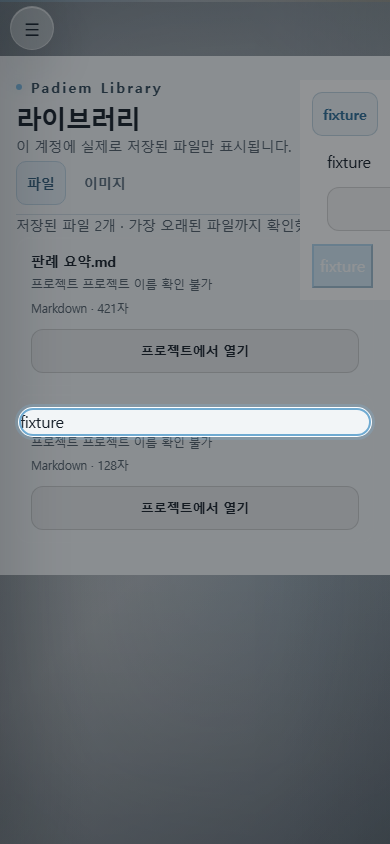 ☰
Padiem Library
라이브러리
이 계정에 실제로 저장된 파일만 표시됩니다.
파일 이미지
저장된 파일 2개 · 가장 오래된 파일까지 확인
fixture
fixture
fixture
판례 요약.md
프로젝트 프로젝트 이름 확인 불가
Markdown · 421자
프로젝트에서 열기
fixture
프로젝트 프로젝트 이름 확인 불가
Markdown · 128자
프로젝트에서 열기